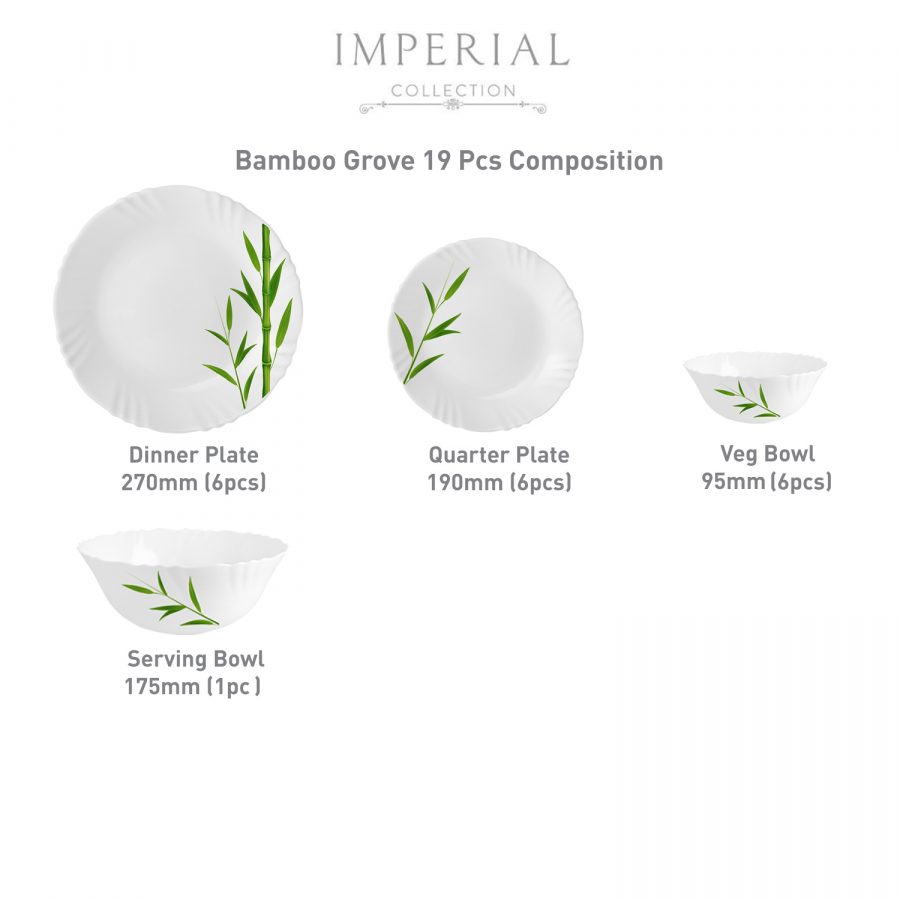 IMPERIAL
COLLECTION
Bamboo Grove 19 Pcs Composition
Dinner Plate
270mm (6pcs)
Quarter Plate
190mm (6pcs)
Veg Bowl
95mm (6pcs)
Serving Bowl
175mm (1pc )